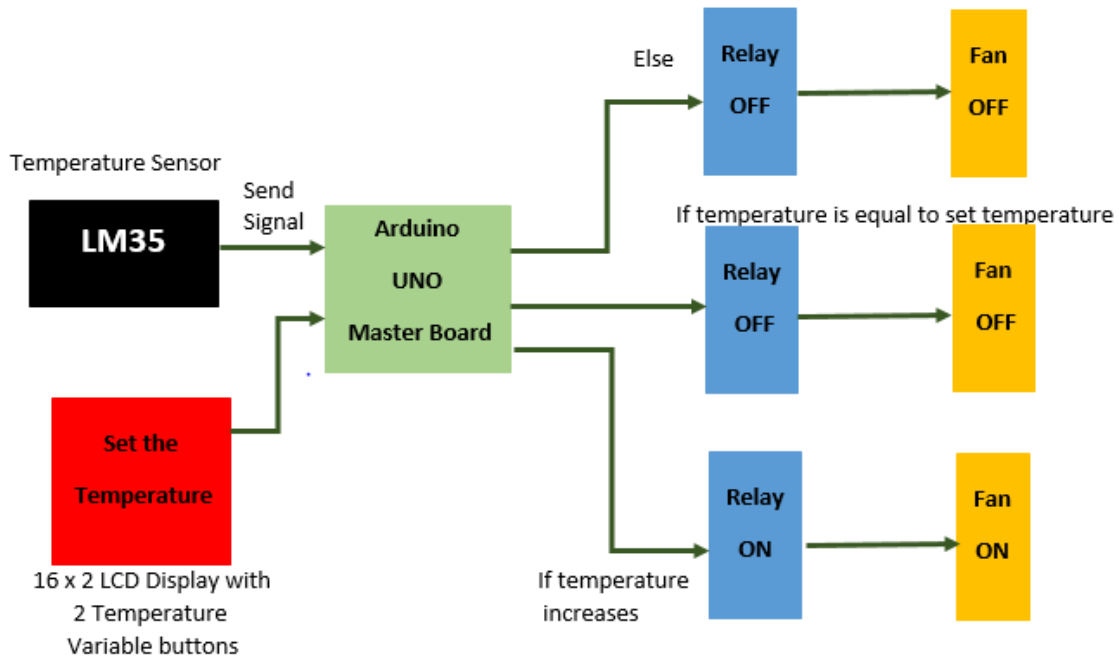 Temperature Sensor
LM35
Send
Signal
Set the
Temperature
16 x 2 LCD Display with
2 Temperature
Variable buttons
Arduino
UNO
Master Board
Else
Relay
OFF
Fan
OFF
If temperature is equal to set temperature
Relay
OFF
Fan
OFF
If temperature
increases
Relay
ON
Fan
ON